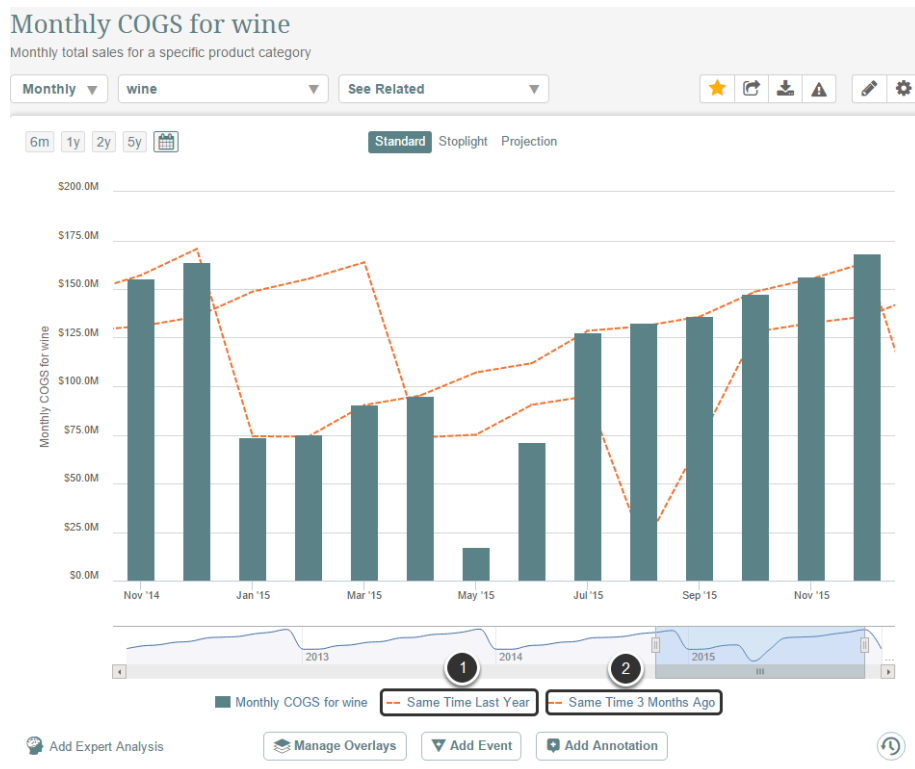 Monthly COGS for wine
Monthly total sales for a specific product category
Monthly ▼ wine ▼ See Related ▼
6m 1y 2y 5y Standard Stoplight Projection
$200.0M
$175.0M
$150.0M
$125.0M
$100.0M
$75.0M
$50.0M
$25.0M
$0.0M
Monthly COGS for wine
Nov '14 Jan '15 Mar '15 May '15 Jul '15 Sep '15 Nov '15
2013 2014 2015 ...
1 2
Monthly COGS for wine Same Time Last Year Same Time 3 Months Ago
Add Expert Analysis Manage Overlays Add Event Add Annotation